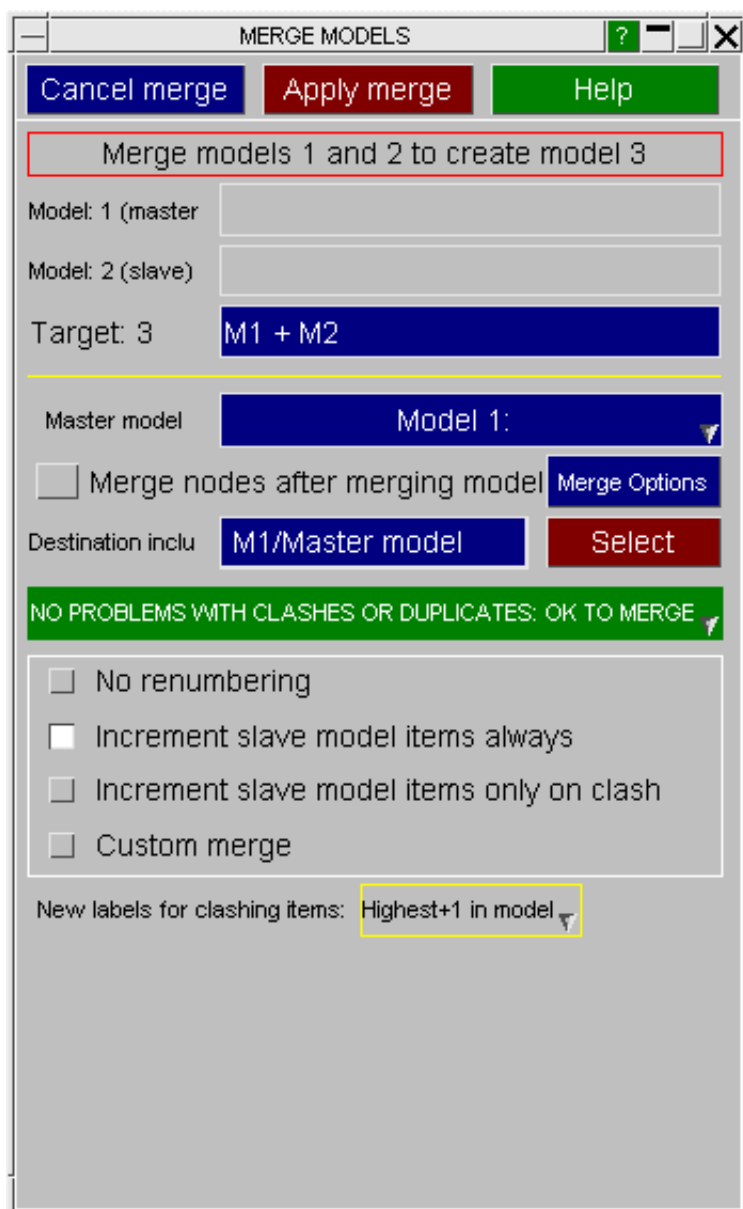 MERGE MODELS ?
Cancel merge Apply merge Help
Merge models 1 and 2 to create model 3
Model: 1 (master
Model: 2 (slave)
Target: 3 M1 + M2
Master model Model 1:
Merge nodes after merging model Merge Options
Destination inclu M1/Master model Select
NO PROBLEMS WITH CLASHES OR DUPLICATES: OK TO MERGE
No renumbering
Increment slave model items always
Increment slave model items only on clash
Custom merge
New labels for clashing items: Highest+1 in model